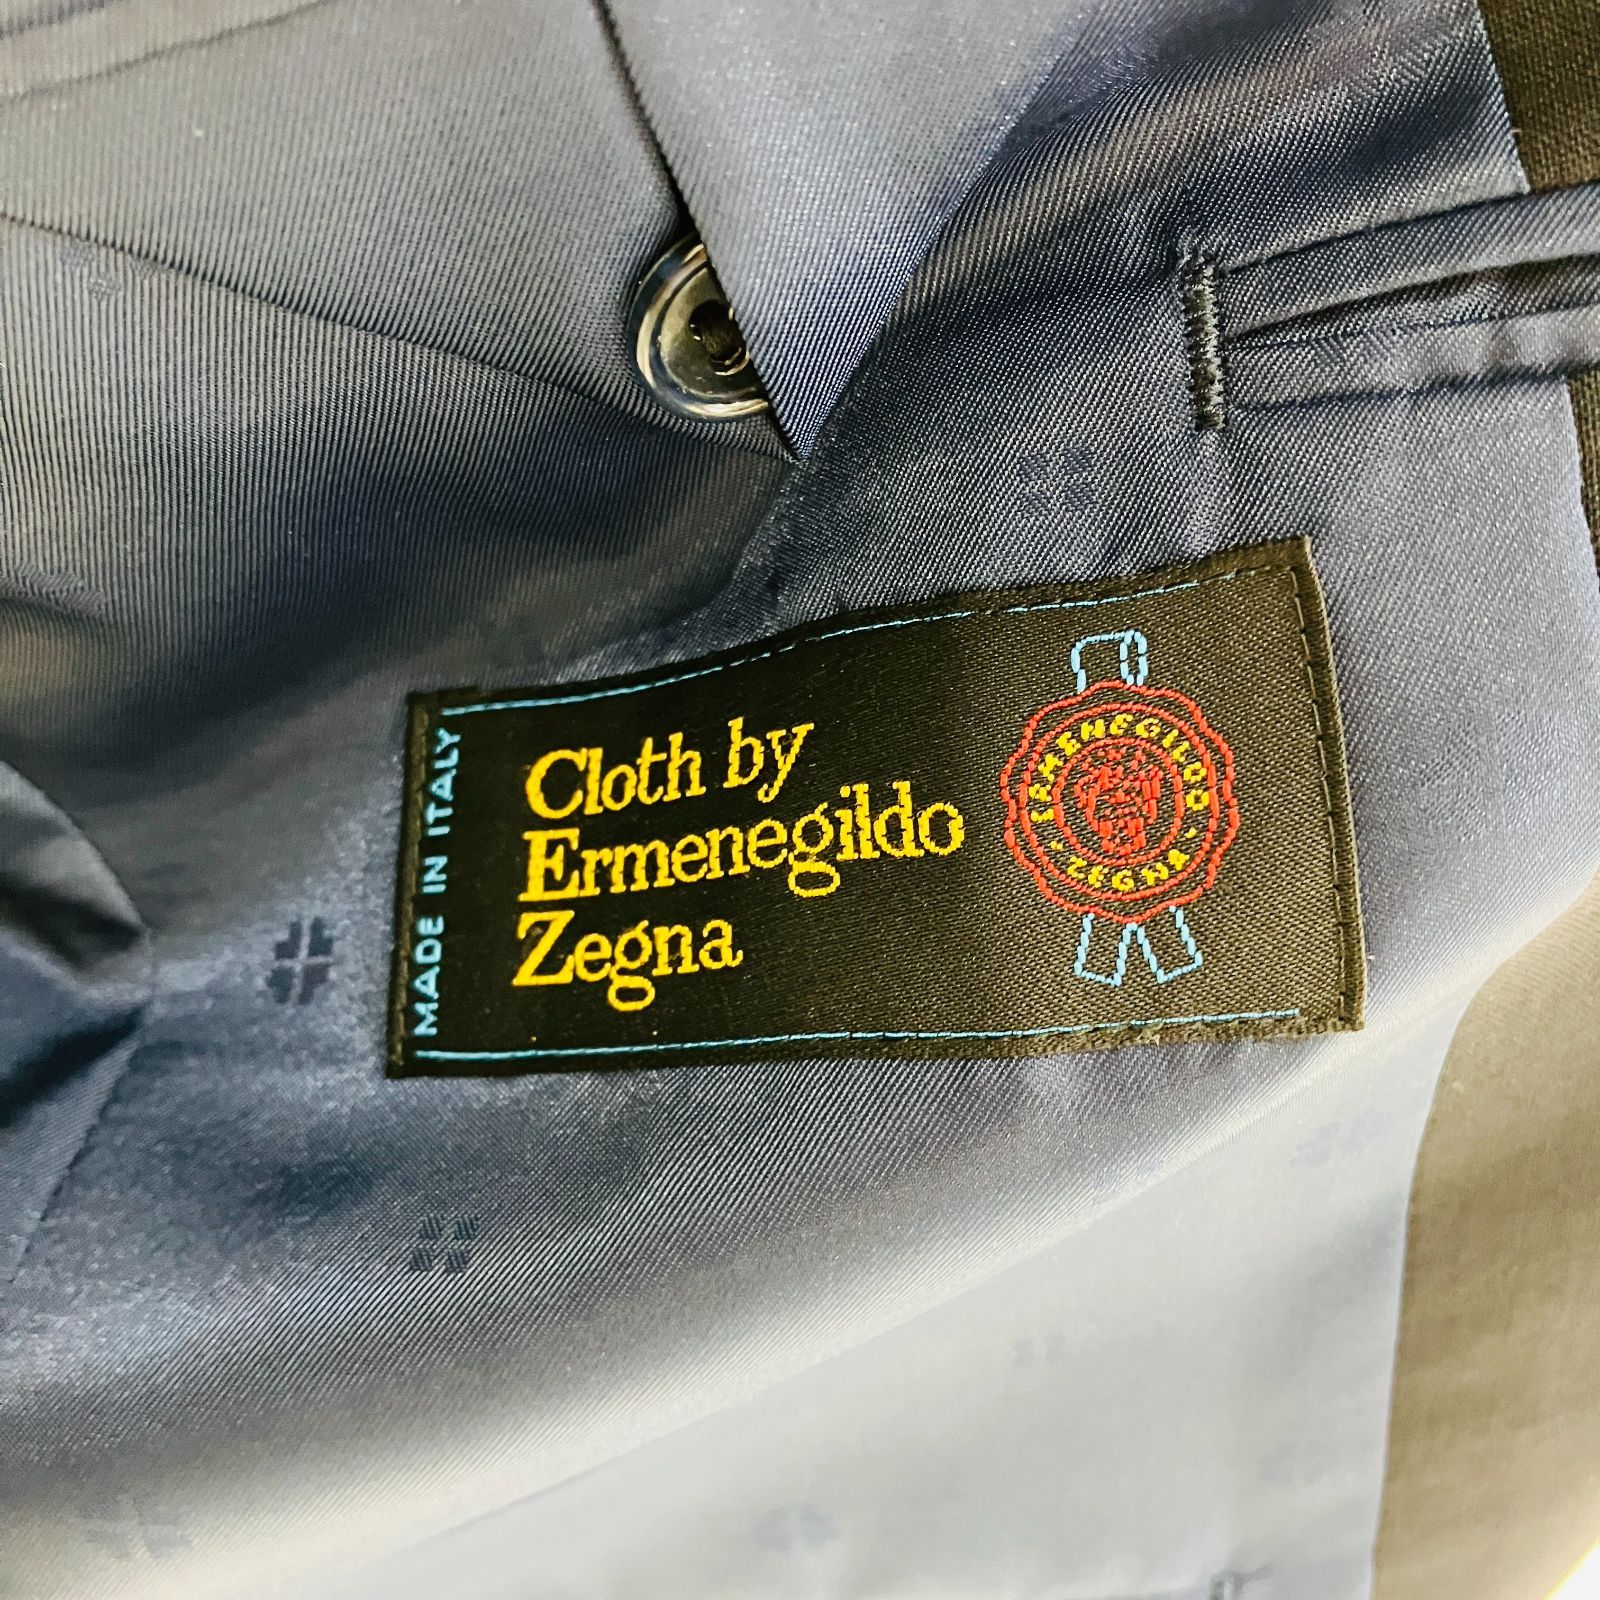 MADE IN ITALY
Cloth by
Ermenegildo
Zegna
ERMENEGILDO
ZEGNA